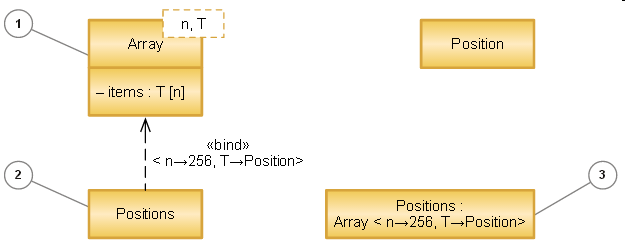 1
n, T
Array
– items : T [n]
Position
«bind»
< n→256, T→Position>
2
Positions
Positions :
Array < n→256, T→Position>
3